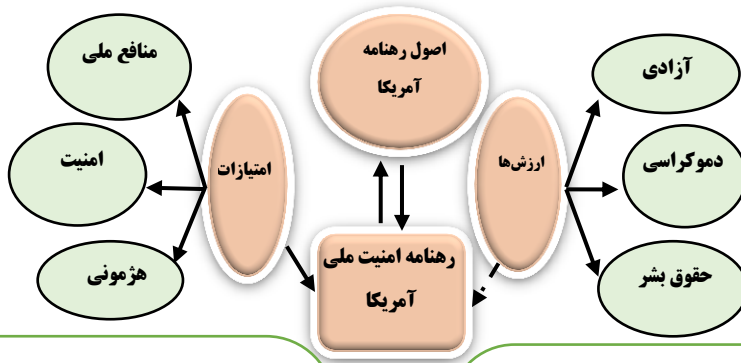 اصول رهنامه
آمریکا
ارزش‌ها
آزادی
دموکراسی
حقوق بشر
امتیازات
منافع ملی
امنیت
هژمونی
رهنامه امنیت ملی
آمریکا